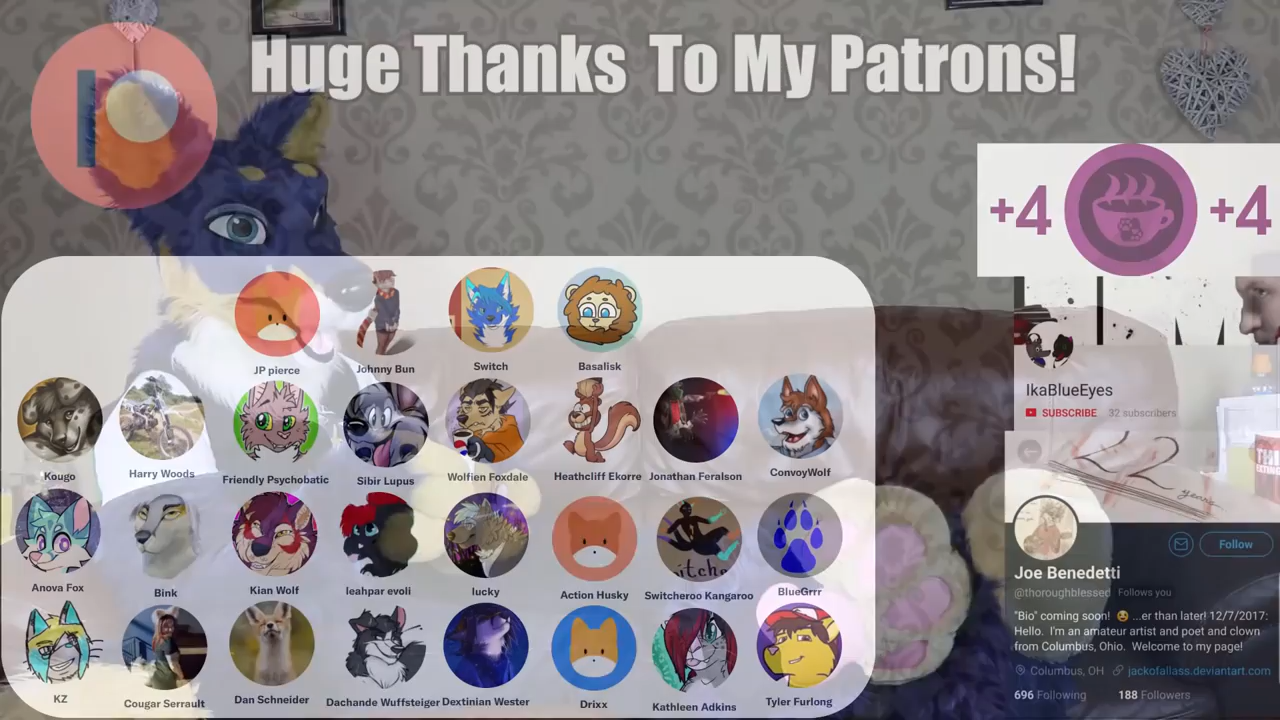 Huge Thanks To My Patrons!
+4 +4
JP pierce
Johnny Bun
Switch
Basalisk
Kougo
Harry Woods
Friendly Psychobatic
Sibir Lupus
Wolfien Foxdale
Heathcliff Ekorre
Jonathan Feralson
ConvoyWolf
Anova Fox
Bink
Kian Wolf
leahpar evoli
lucky
Action Husky
Switcheroo Kangaroo
BlueGrrr
KZ
Cougar Serrault
Dan Schneider
Dachande Wuffsteiger
Dextinian Wester
Drixx
Kathleen Adkins
Tyler Furlong
IkaBlueEyes
SUBSCRIBE 32 subscribers
years
Follow
Joe Benedetti
@thoroughblessed Follows you
"Bio" coming soon! 😣 ...er than later! 12/7/2017:
Hello. I'm an amateur artist and poet and clown
from Columbus, Ohio. Welcome to my page!
Columbus, OH jackofallass.deviantart.com
696 Following 188 Followers